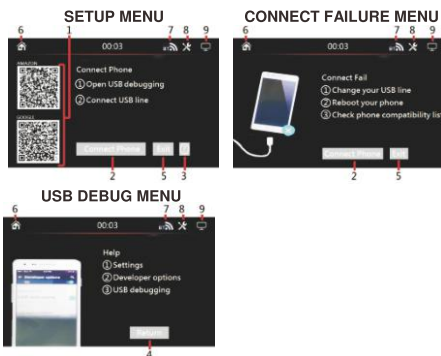 SETUP MENU
6 1 7 8 9
00:03
AMAZON
Connect Phone
①Open USB debugging
②Connect USB line
GOOGLE
Connect Phone Exit
2 5 3
CONNECT FAILURE MENU
6 7 8 9
00:03
Connect Fail
①Change your USB line
②Reboot your phone
③Check phone compatibility list
Connect Phone Exit
2 5
USB DEBUG MENU
6 7 8 9
00:03
Help
①Settings
②Developer options
③USB debugging
Developer options
Return
4